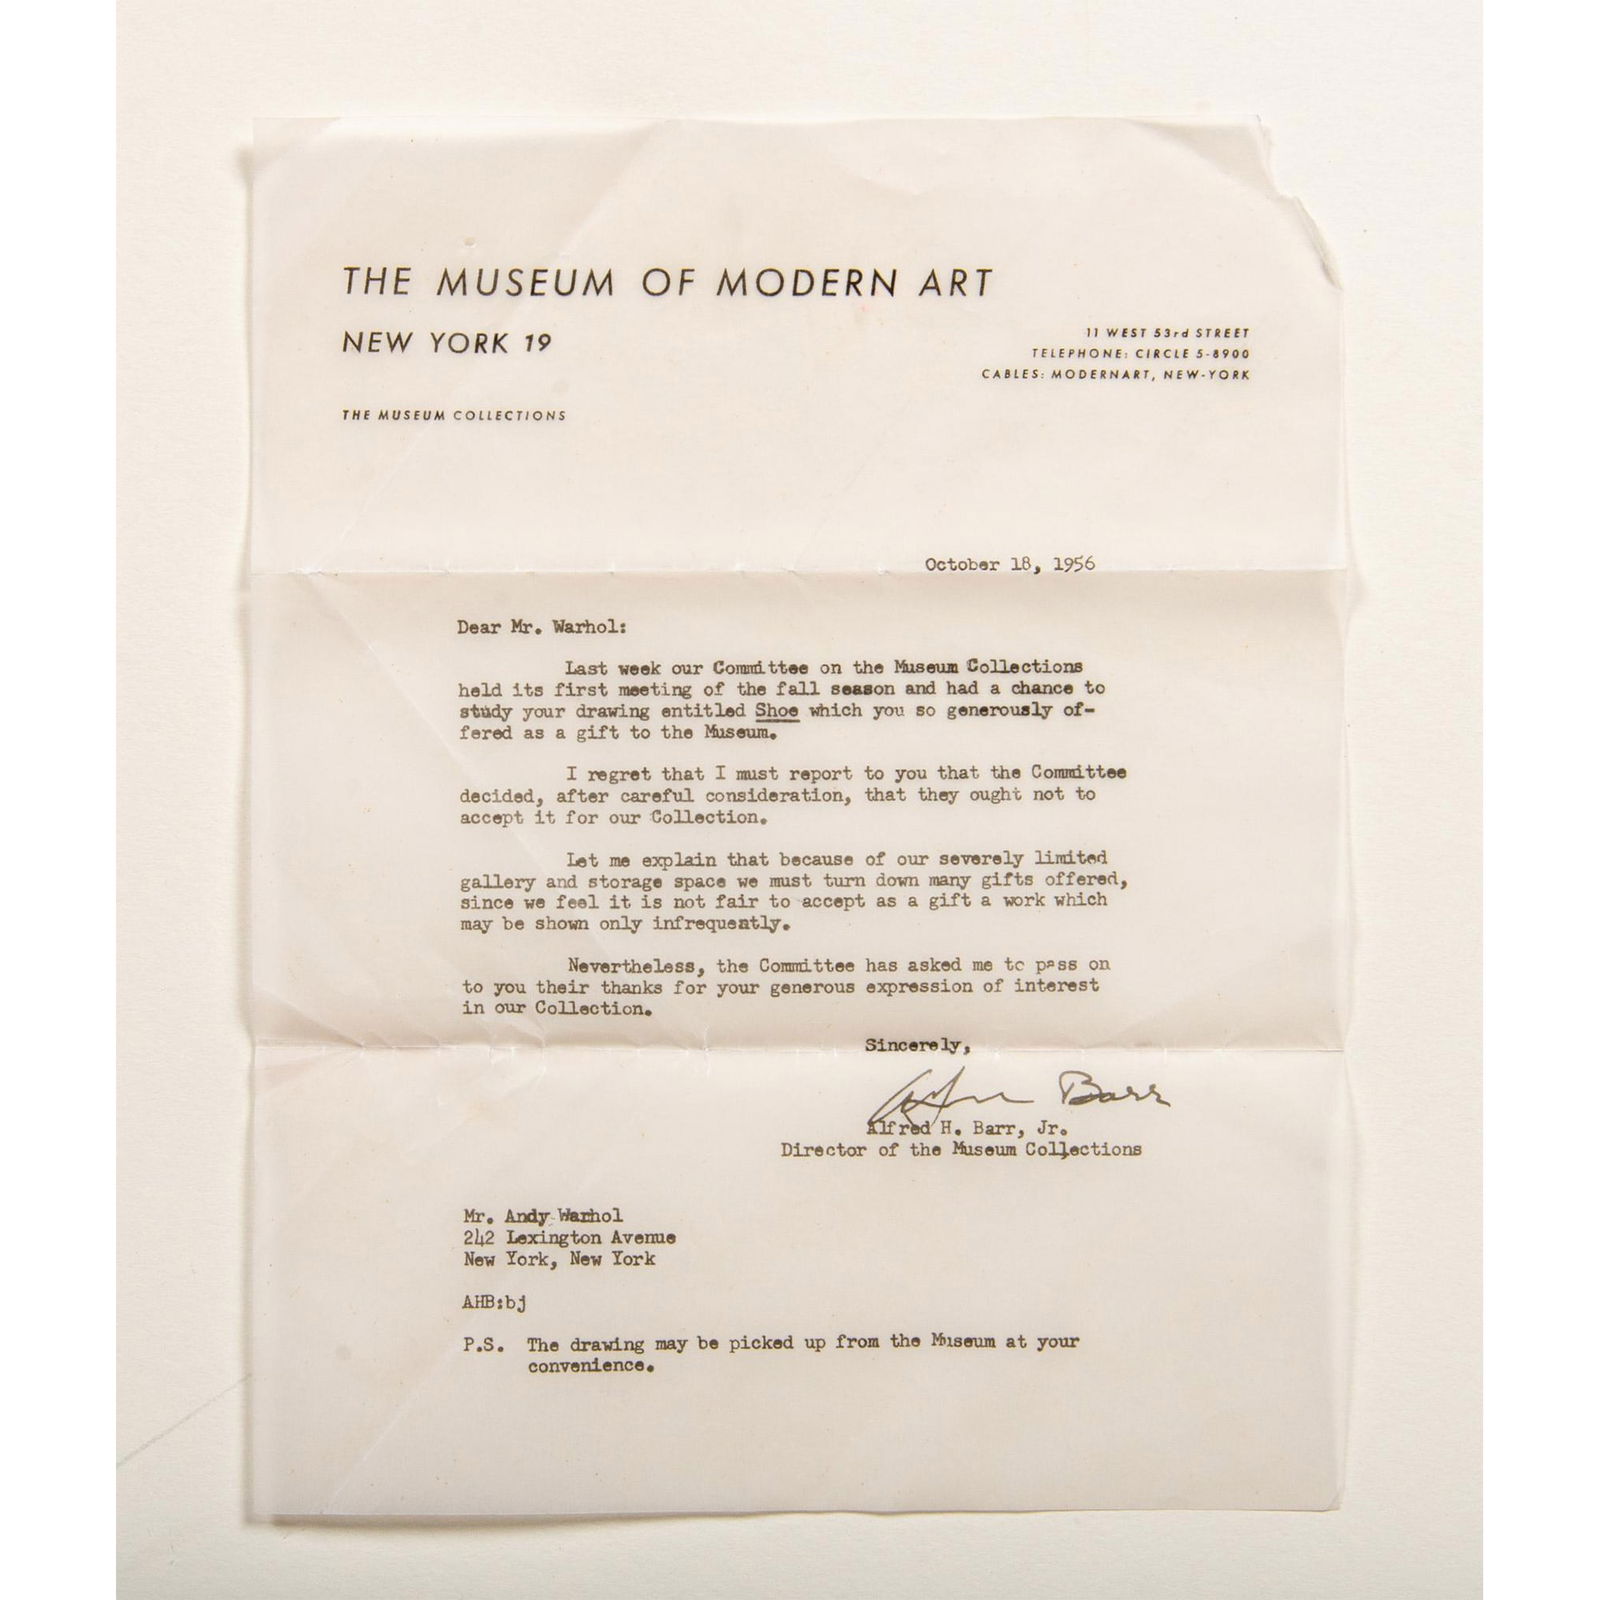 THE MUSEUM OF MODERN ART
NEW YORK 19
11 WEST 53rd STREET
TELEPHONE: CIRCLE 5-8900
CABLES: MODERNART, NEW-YORK
THE MUSEUM COLLECTIONS
October 18, 1956
Dear Mr. Warhol:
Last week our Committee on the Museum Collections
held its first meeting of the fall season and had a chance to
study your drawing entitled Shoe which you so generously of-
fered as a gift to the Museum.
I regret that I must report to you that the Committee
decided, after careful consideration, that they ought not to
accept it for our Collection.
Let me explain that because of our severely limited
gallery and storage space we must turn down many gifts offered,
since we feel it is not fair to accept as a gift a work which
may be shown only infrequently.
Nevertheless, the Committee has asked me to pass on
to you their thanks for your generous expression of interest
in our Collection.
Sincerely,
Alfred Barr
Alfred H. Barr, Jr.
Director of the Museum Collections
Mr. Andy Warhol
242 Lexington Avenue
New York, New York
AHB:bj
P.S. The drawing may be picked up from the Museum at your
convenience.